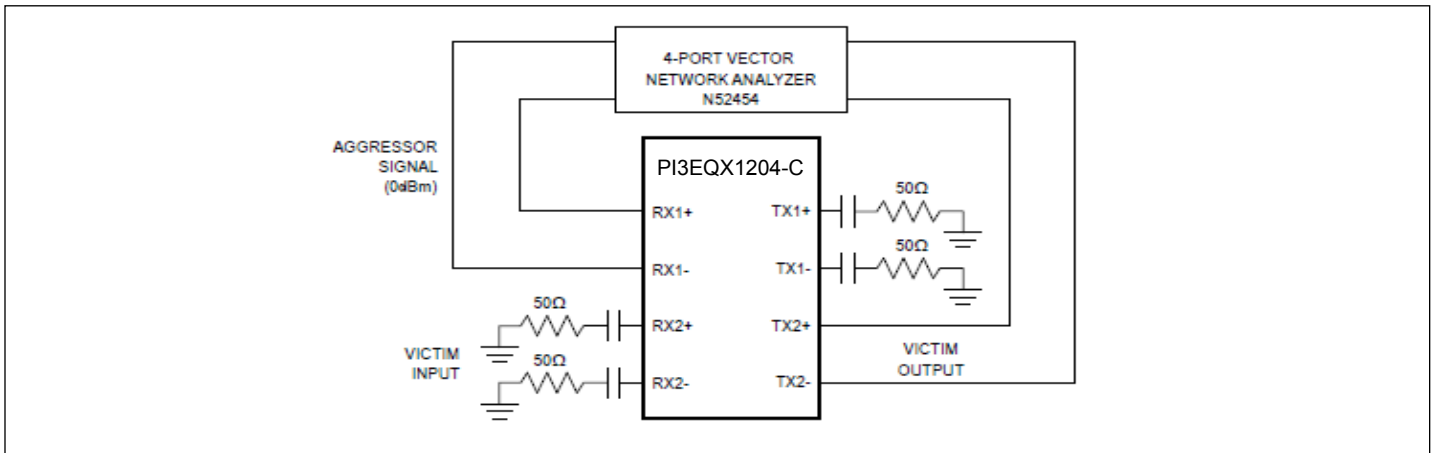 4-PORT VECTOR
NETWORK ANALYZER
N52454
AGGRESSOR
SIGNAL
(0dBm)
PI3EQX1204-C
RX1+
TX1+
50Ω
RX1-
TX1-
50Ω
50Ω
RX2+
TX2+
VICTIM
INPUT
50Ω
VICTIM
OUTPUT
RX2-
TX2-